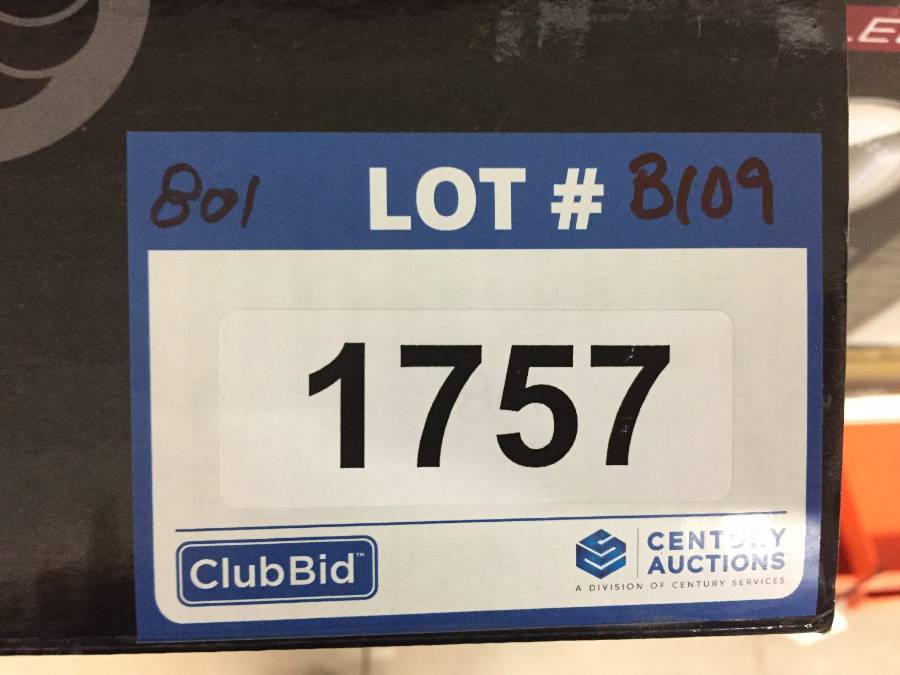 801 LOT # B109
1757
ClubBid™
CENTURY
AUCTIONS
A DIVISION OF CENTURY SERVICES